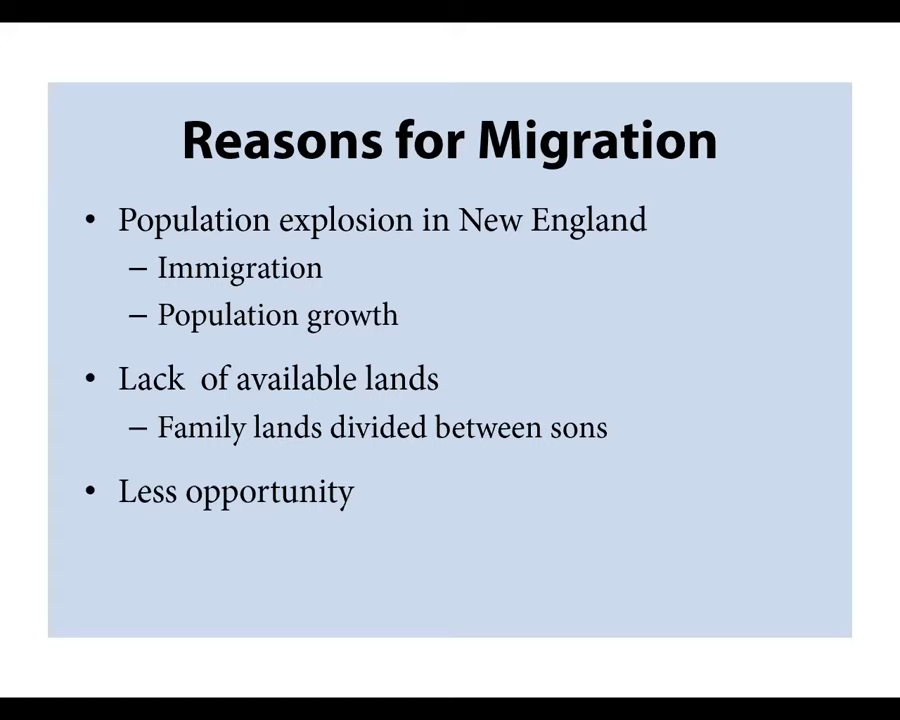 Reasons for Migration
• Population explosion in New England
– Immigration
– Population growth
• Lack  of available lands
– Family lands divided between sons
• Less opportunity